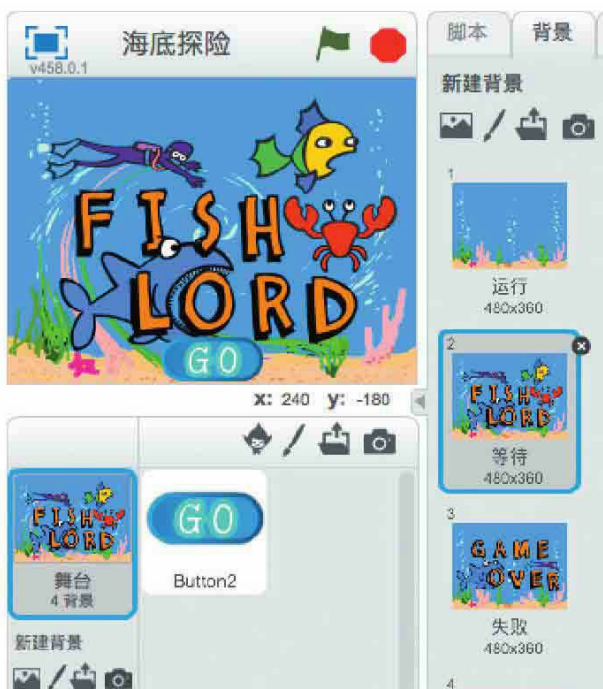 海底探险
v458.0.1
FISH
LORD
GO
x: 240 y: -180
GO
FISH
LORD
舞台
4 背景
Button2
新建背景
脚本
背景
新建背景
1
运行
480x360
2
FISH
LORD
等待
480x360
3
GAME
OVER
失败
480x360
4